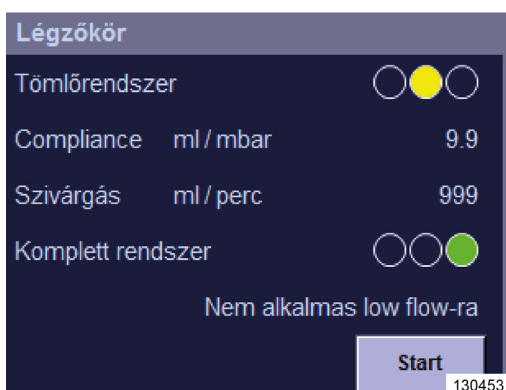 Légzőkör
Tömlőrendszer
Compliance ml / mbar 9.9
Szivárgás ml / perc 999
Komplett rendszer
Nem alkalmas low flow-ra
Start
130453